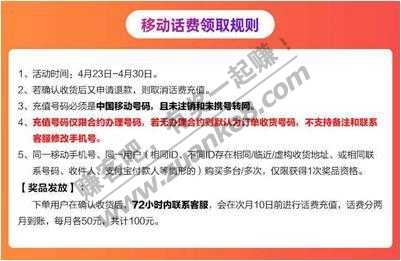 移动话费领取规则
1、活动时间：4月23日-4月30日。
2、若确认收货后又申请退款，则取消话费充值。
3、充值号码必须是中国移动号码，且未注销和未携号转网。
4、充值号码仅限合约办理号码，若无办理合约则默认为订单收货号码，不支持备注和联系
客服修改手机号。
5、同一移动手机号、同一用户（相同ID、不同ID存在相同/临近/虚构收货地址、或相同联
系号码、收件人、支付宝付款人等情形的）购买多台/多次，仅限获得1次奖品资格。
【奖品发放】
下单用户在确认收货后，72小时内联系客服，会在次月10日前进行话费充值，话费分两
月到账，每月各50元，共计100元。
赚客吧，有奖一起赚！
www.zuanke8.com